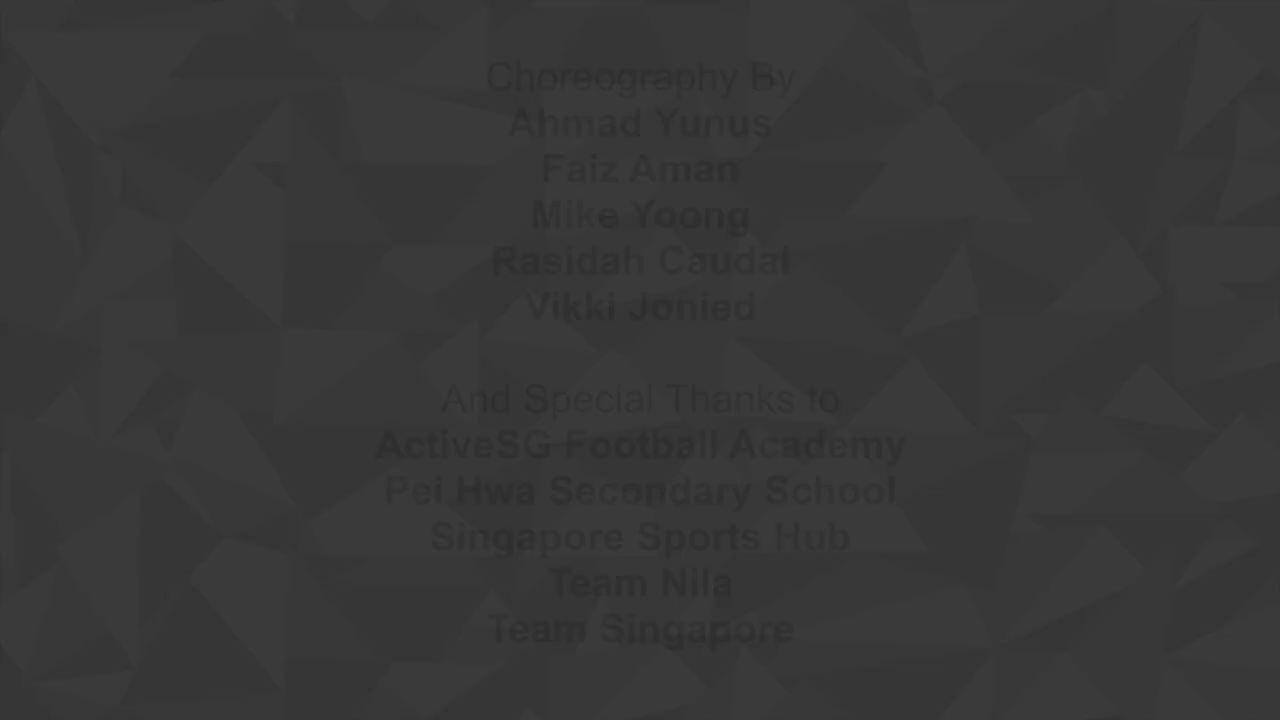 Choreography By
Ahmad Yunus
Faiz Aman
Mike Yoong
Rasidah Caudal
Vikki Jonied
And Special Thanks to
ActiveSG Football Academy
Pei Hwa Secondary School
Singapore Sports Hub
Team Nila
Team Singapore